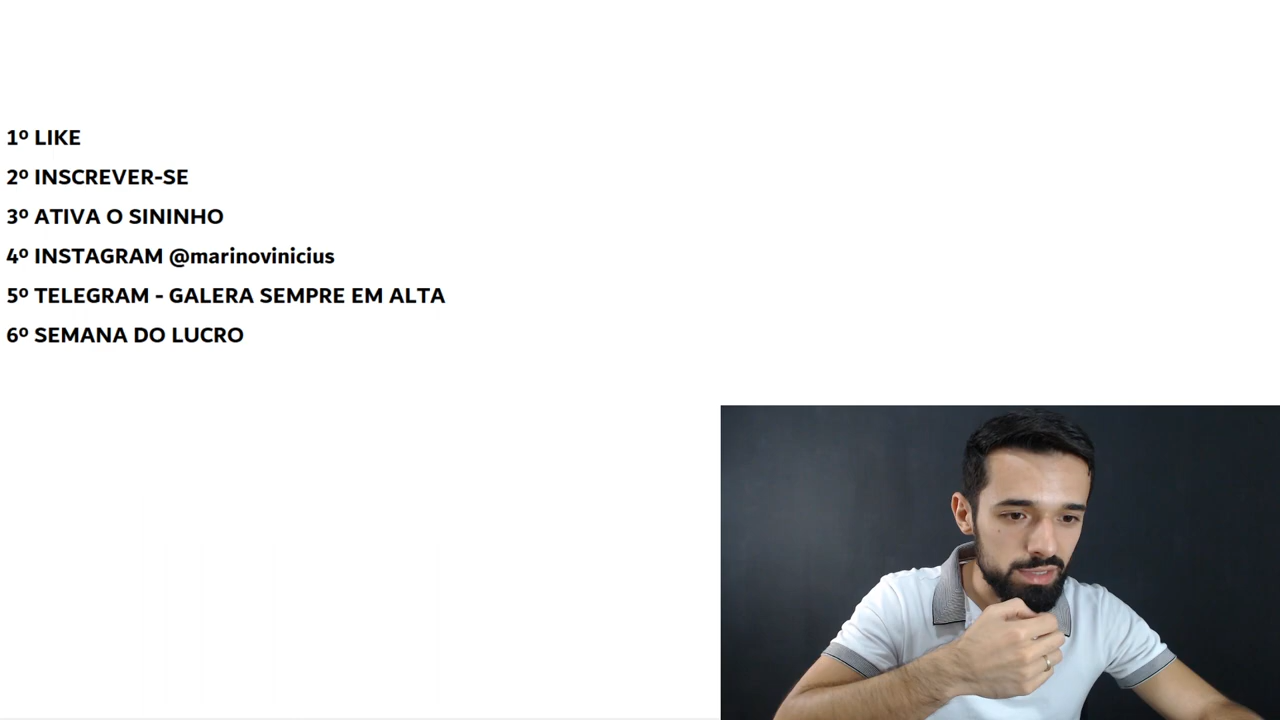 1º LIKE
2º INSCREVER-SE
3º ATIVA O SININHO
4º INSTAGRAM @marinovinicius
5º TELEGRAM - GALERA SEMPRE EM ALTA
6º SEMANA DO LUCRO